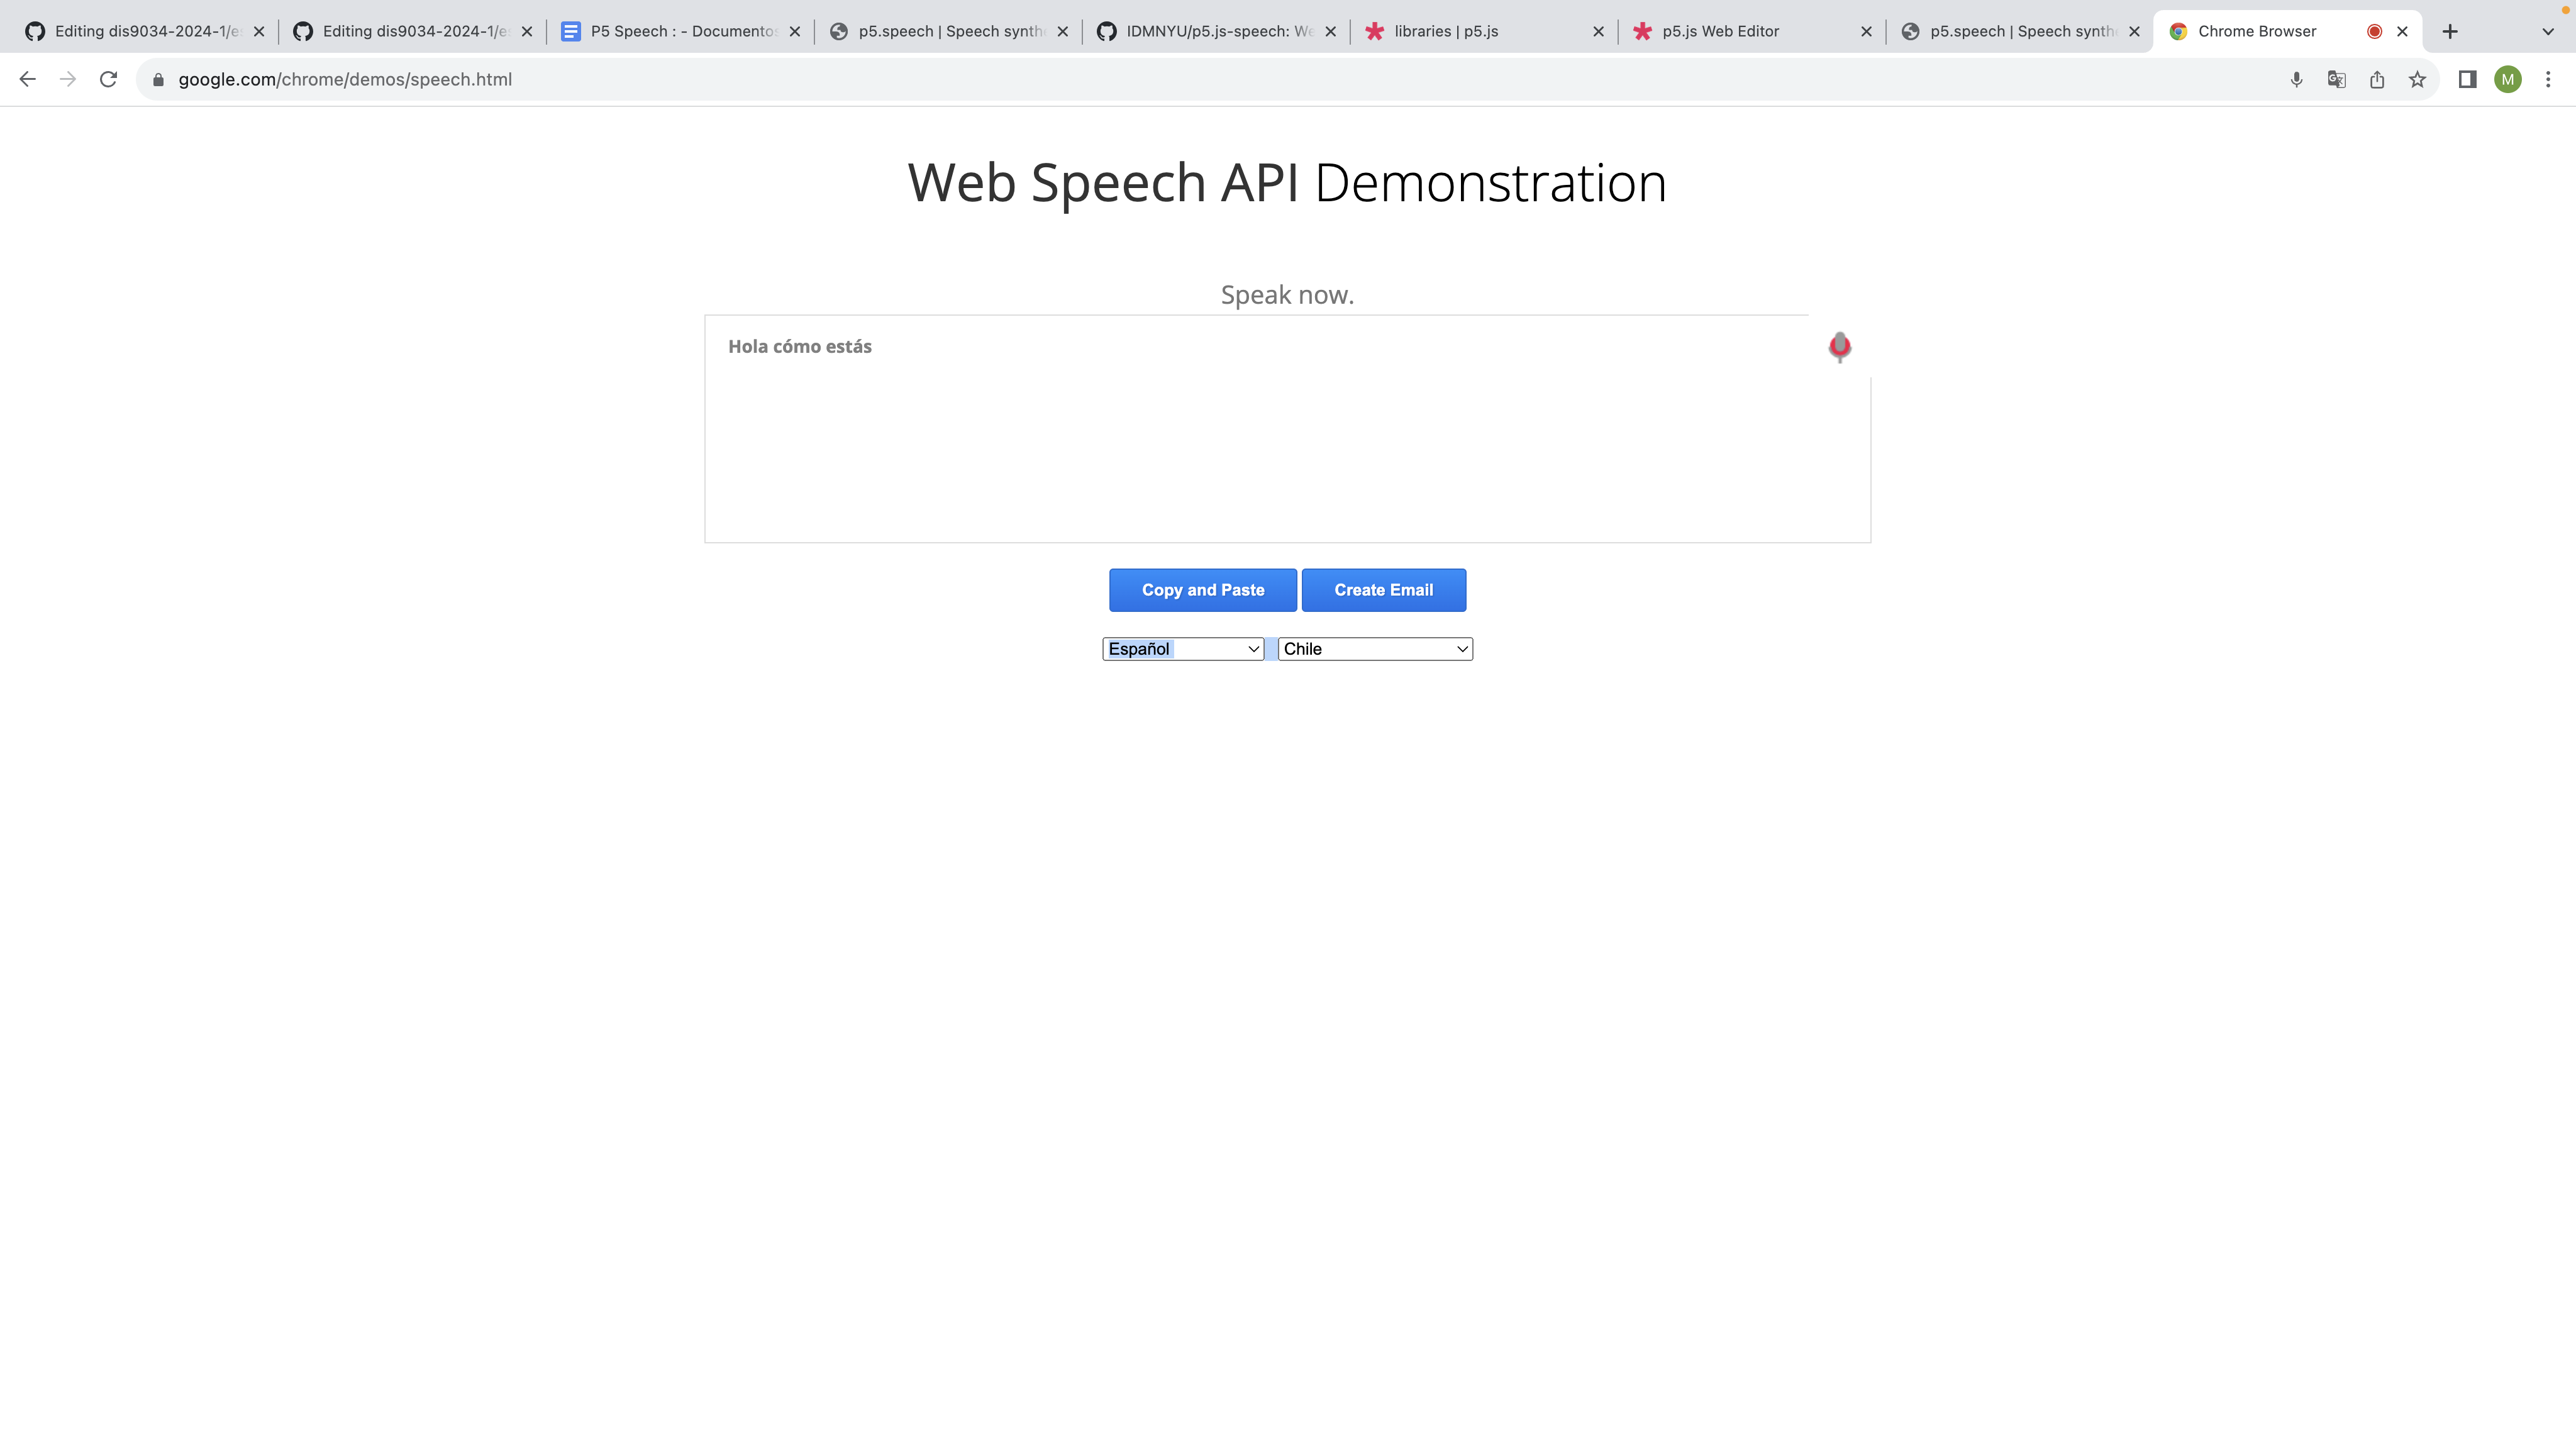 Editing dis9034-2024-1/e
Editing dis9034-2024-1/e
P5 Speech : - Documentos
p5.speech | Speech synth
IDMNYU/p5.js-speech: We
libraries | p5.js
p5.js Web Editor
p5.speech | Speech synth
Chrome Browser
google.com/chrome/demos/speech.html
M
Web Speech API Demonstration
Speak now.
Hola cómo estás
Copy and Paste
Create Email
Español
Chile